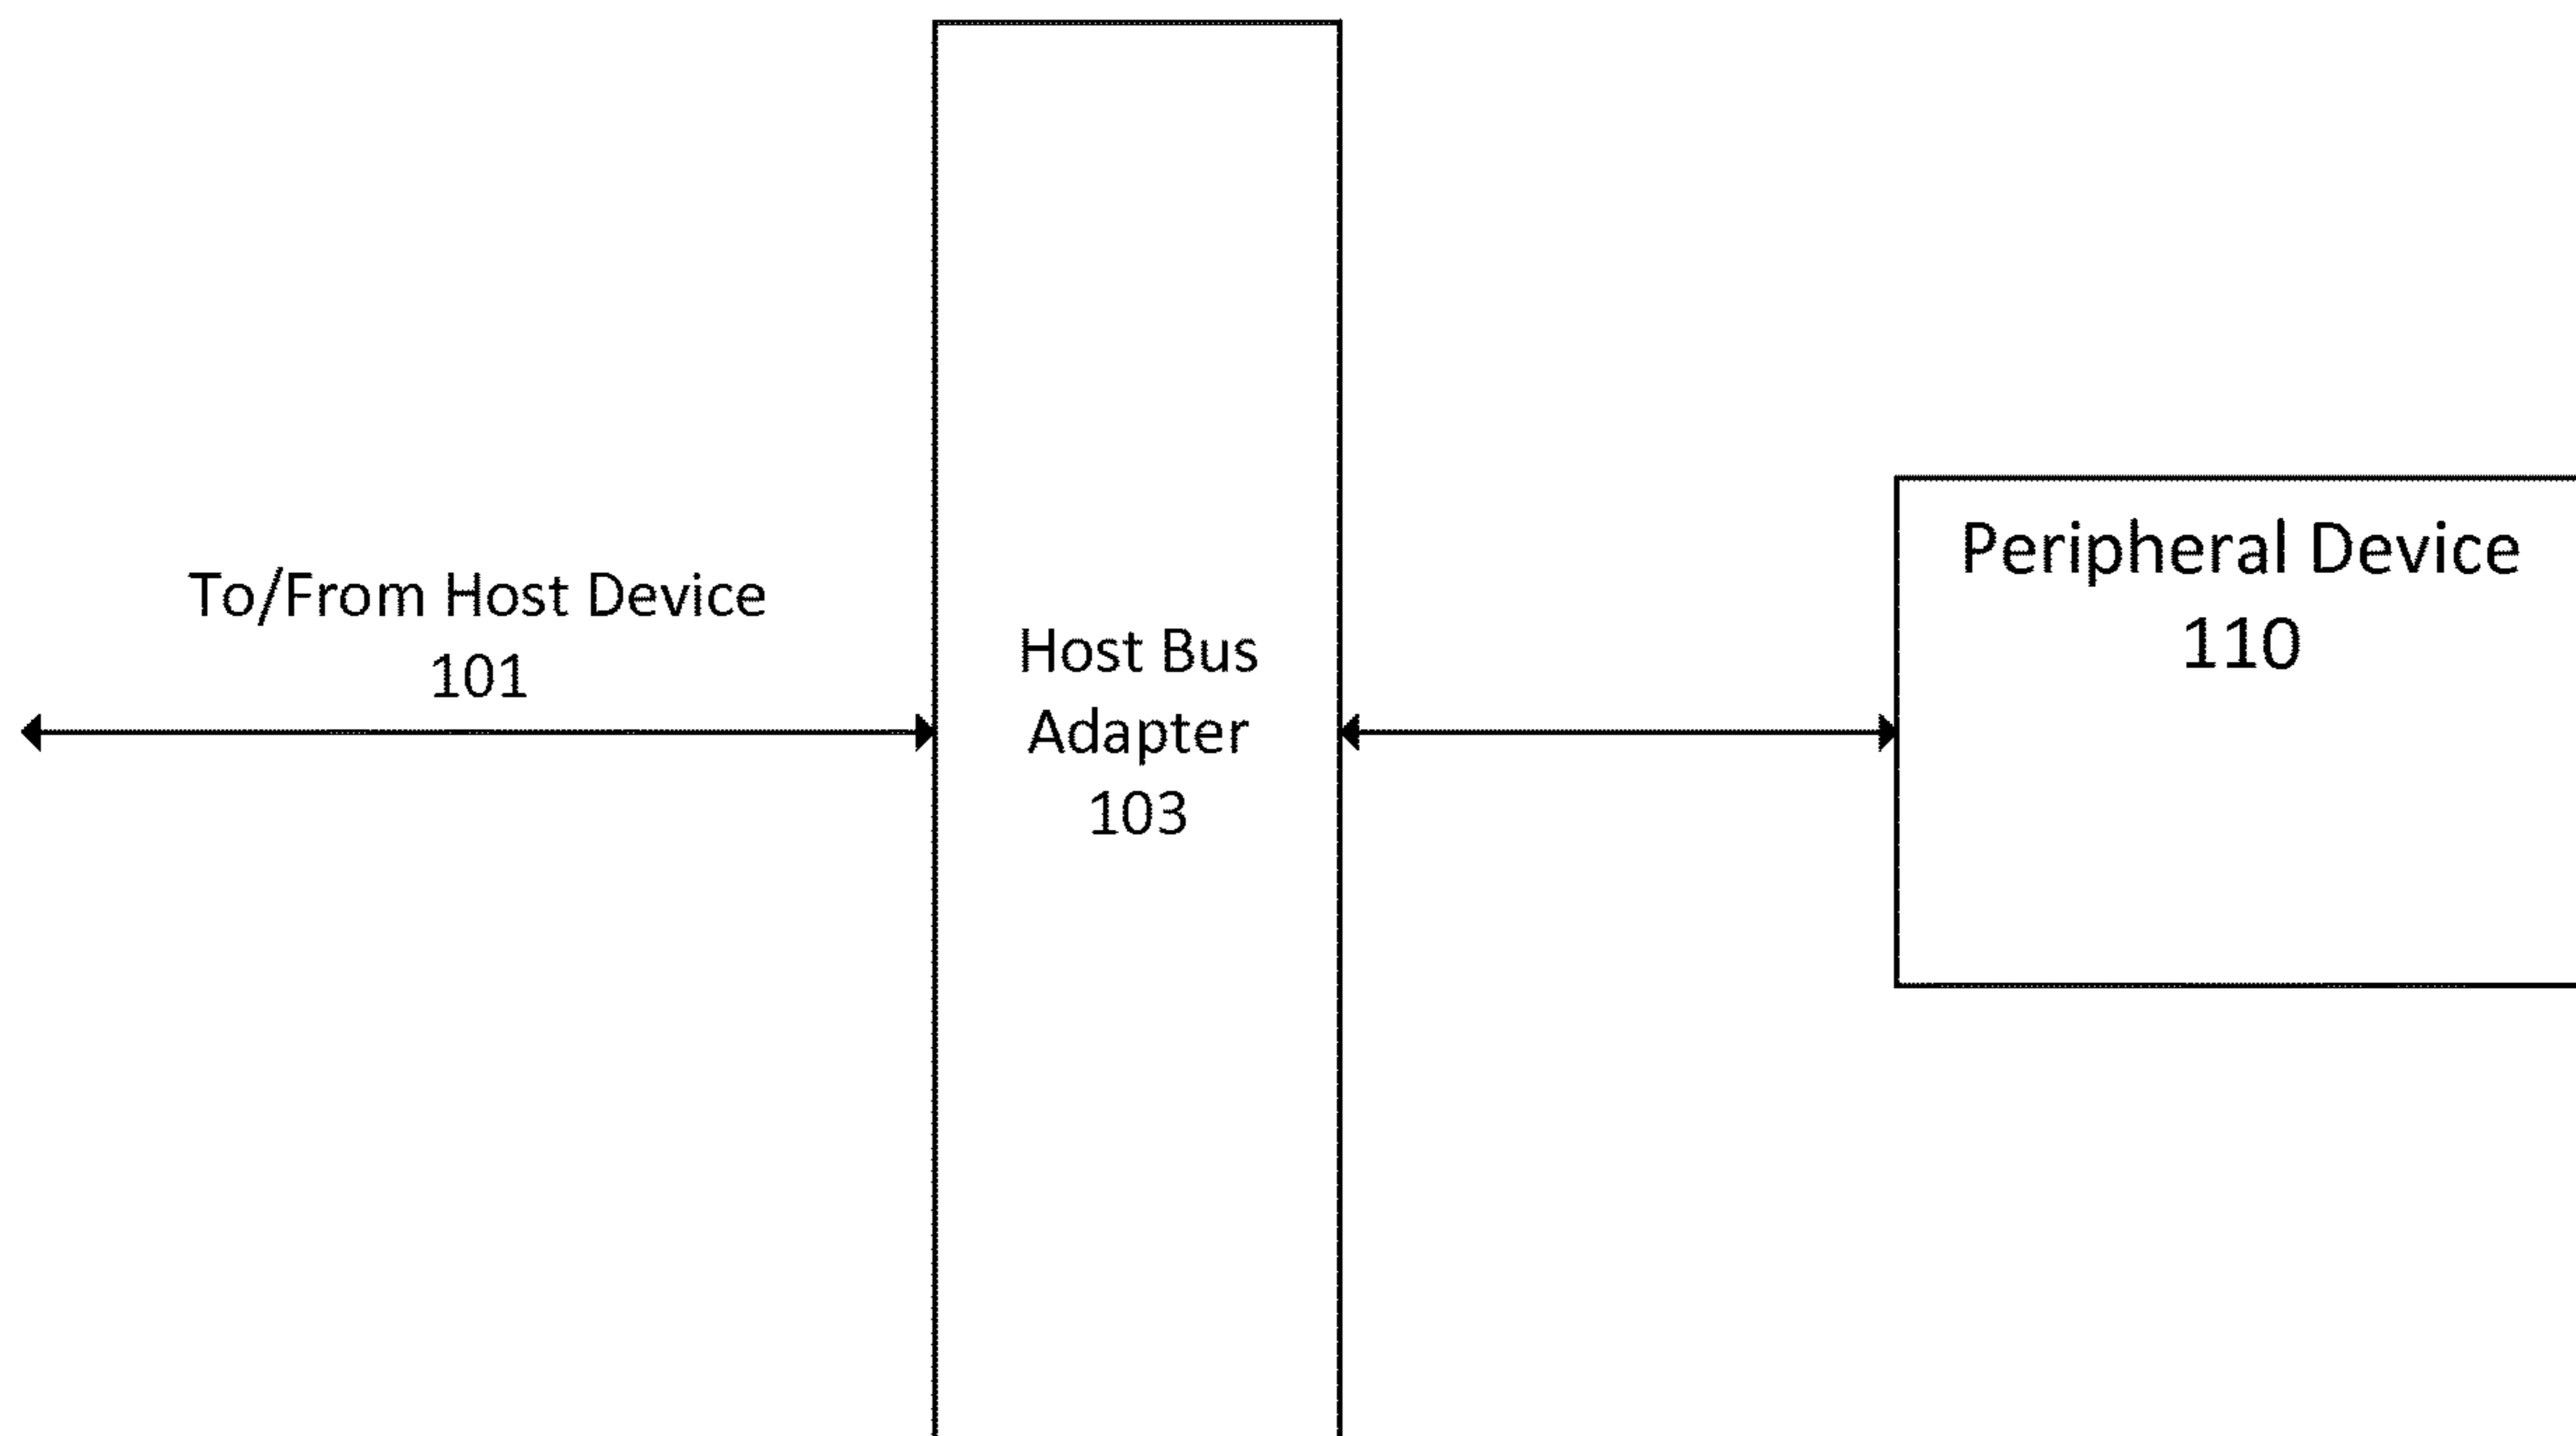 To/From Host Device
101
Host Bus
Adapter
103
Peripheral Device
110